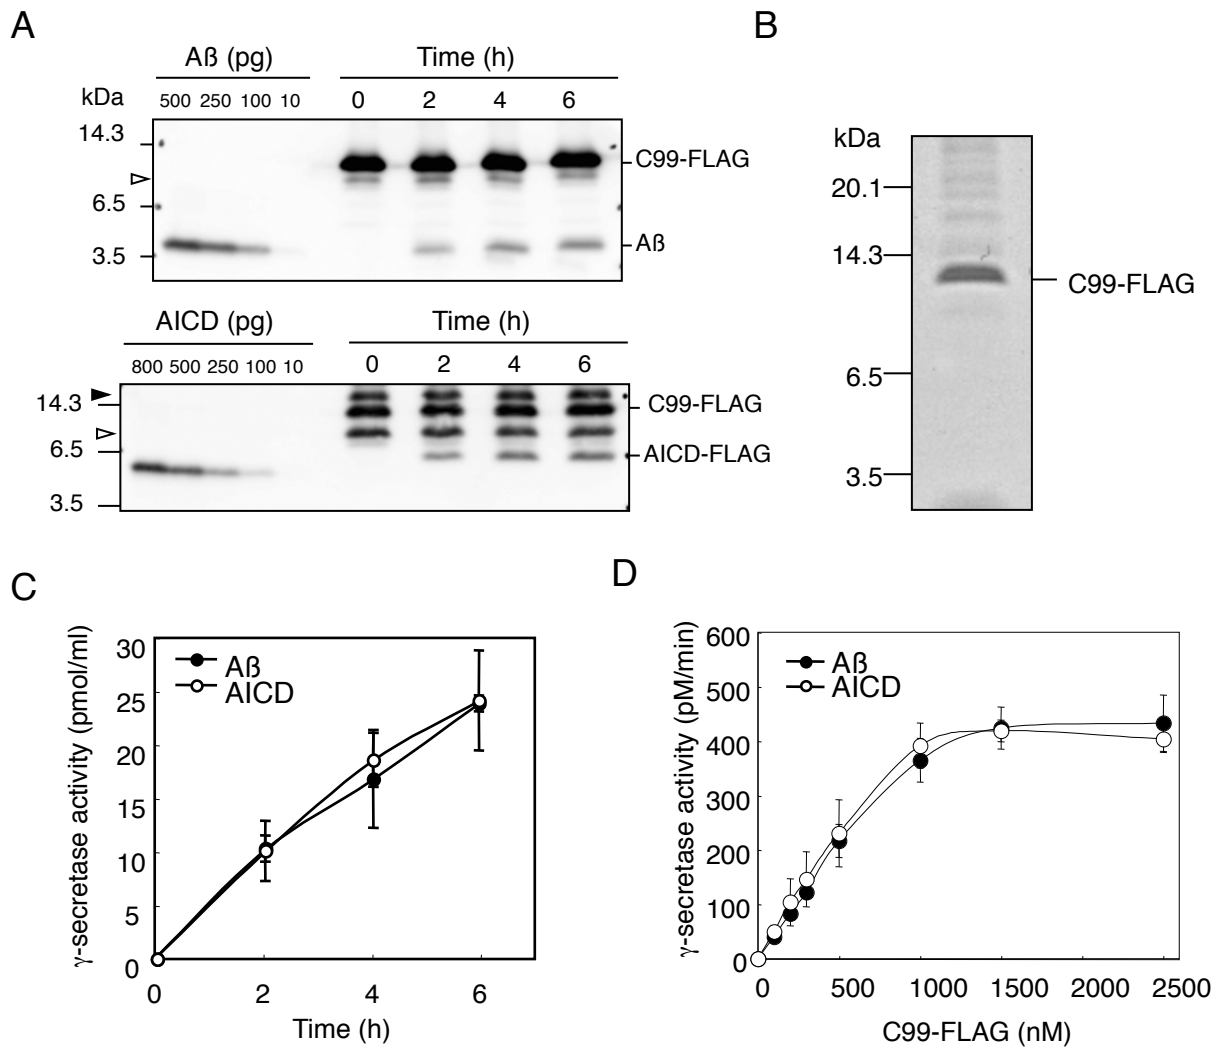 A
Aß (pg)
Time (h)
kDa
500 250 100 10
0 2 4 6
14.3
6.5
3.5
C99-FLAG
Aß
AICD (pg)
Time (h)
800 500 250 100 10
0 2 4 6
14.3
6.5
3.5
C99-FLAG
AICD-FLAG
B
kDa
20.1
14.3
6.5
3.5
C99-FLAG
C
γ-secretase activity (pmol/ml)
30
25
20
15
10
5
0
Aß
AICD
0 2 4 6
Time (h)
D
γ-secretase activity (pM/min)
600
500
400
300
200
100
0
Aß
AICD
0 500 1000 1500 2000 2500
C99-FLAG (nM)